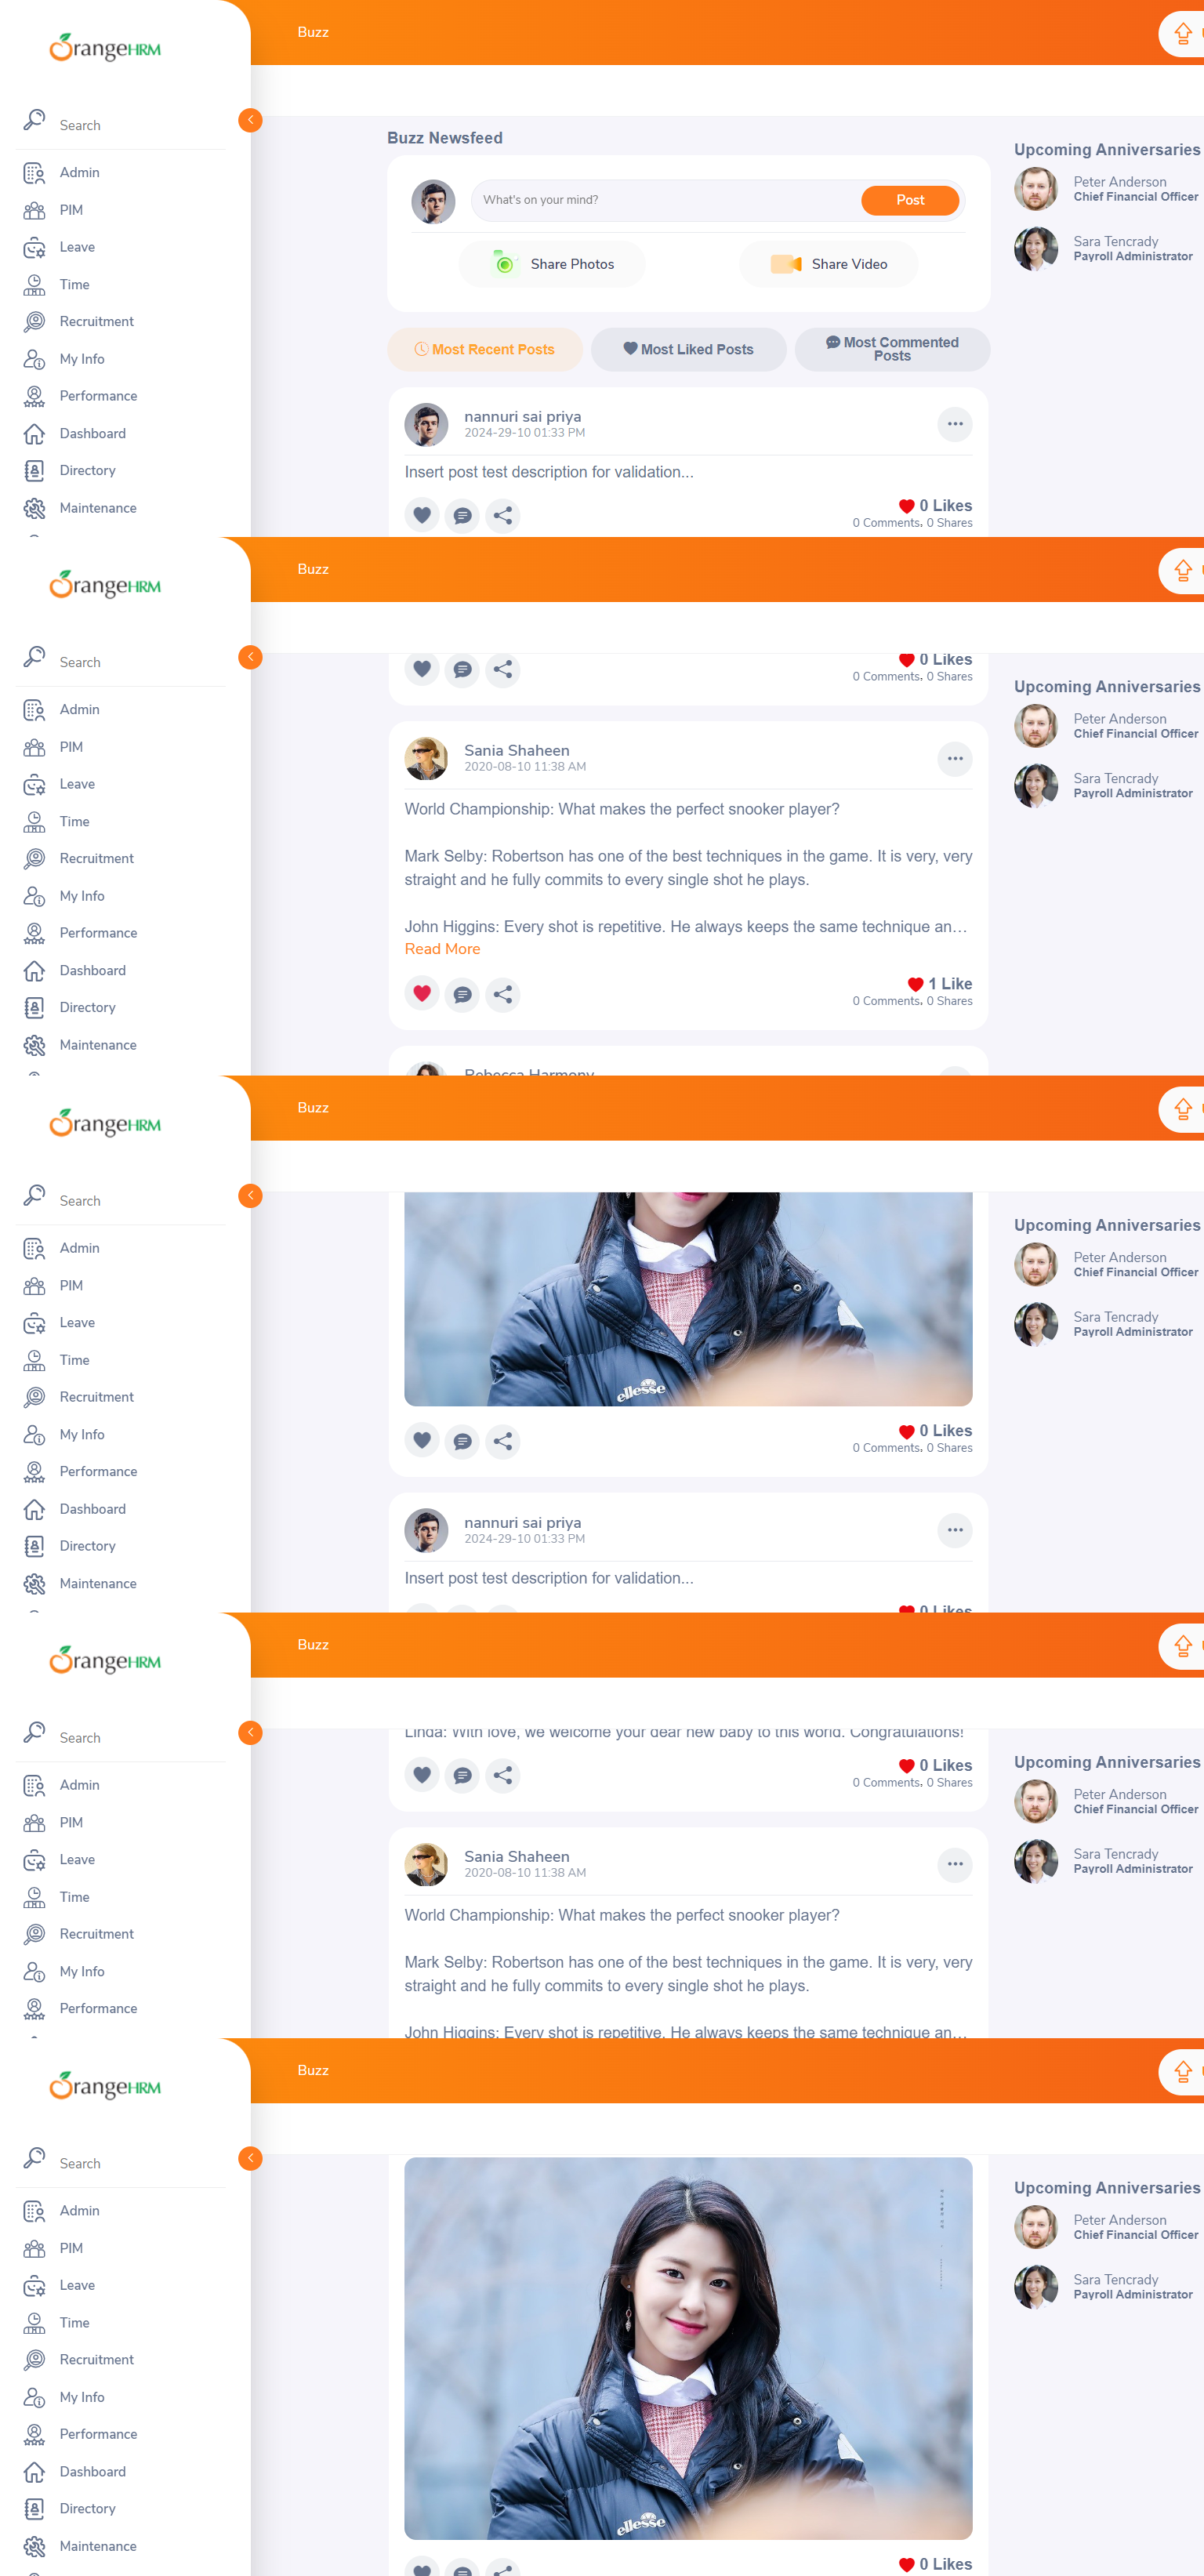 OrangeHRM
Buzz
Search
Admin
PIM
Leave
Time
Recruitment
My Info
Performance
Dashboard
Directory
Maintenance
Buzz Newsfeed
What's on your mind?
Post
Share Photos
Share Video
Most Recent Posts
Most Liked Posts
Most Commented
Posts
nannuri sai priya
2024-29-10 01:33 PM
Insert post test description for validation...
0 Likes
0 Comments, 0 Shares
Upcoming Anniversaries
Peter Anderson
Chief Financial Officer
Sara Tencrady
Payroll Administrator
OrangeHRM
Buzz
Search
Admin
PIM
Leave
Time
Recruitment
My Info
Performance
Dashboard
Directory
Maintenance
0 Likes
0 Comments, 0 Shares
Sania Shaheen
2020-08-10 11:38 AM
World Championship: What makes the perfect snooker player?
Mark Selby: Robertson has one of the best techniques in the game. It is very, very
straight and he fully commits to every single shot he plays.
John Higgins: Every shot is repetitive. He always keeps the same technique an...
Read More
1 Like
0 Comments, 0 Shares
Rebecca Harmony
Upcoming Anniversaries
Peter Anderson
Chief Financial Officer
Sara Tencrady
Payroll Administrator
OrangeHRM
Buzz
Search
Admin
PIM
Leave
Time
Recruitment
My Info
Performance
Dashboard
Directory
Maintenance
ellesse
0 Likes
0 Comments, 0 Shares
nannuri sai priya
2024-29-10 01:33 PM
Insert post test description for validation...
0 Likes
Upcoming Anniversaries
Peter Anderson
Chief Financial Officer
Sara Tencrady
Payroll Administrator
OrangeHRM
Buzz
Search
Admin
PIM
Leave
Time
Recruitment
My Info
Performance
Linda: With love, we welcome your dear new baby to this world. Congratulations!
0 Likes
0 Comments, 0 Shares
Sania Shaheen
2020-08-10 11:38 AM
World Championship: What makes the perfect snooker player?
Mark Selby: Robertson has one of the best techniques in the game. It is very, very
straight and he fully commits to every single shot he plays.
John Higgins: Every shot is repetitive. He always keeps the same technique an...
Upcoming Anniversaries
Peter Anderson
Chief Financial Officer
Sara Tencrady
Payroll Administrator
OrangeHRM
Buzz
Search
Admin
PIM
Leave
Time
Recruitment
My Info
Performance
Dashboard
Directory
Maintenance
ellesse
0 Likes
Upcoming Anniversaries
Peter Anderson
Chief Financial Officer
Sara Tencrady
Payroll Administrator